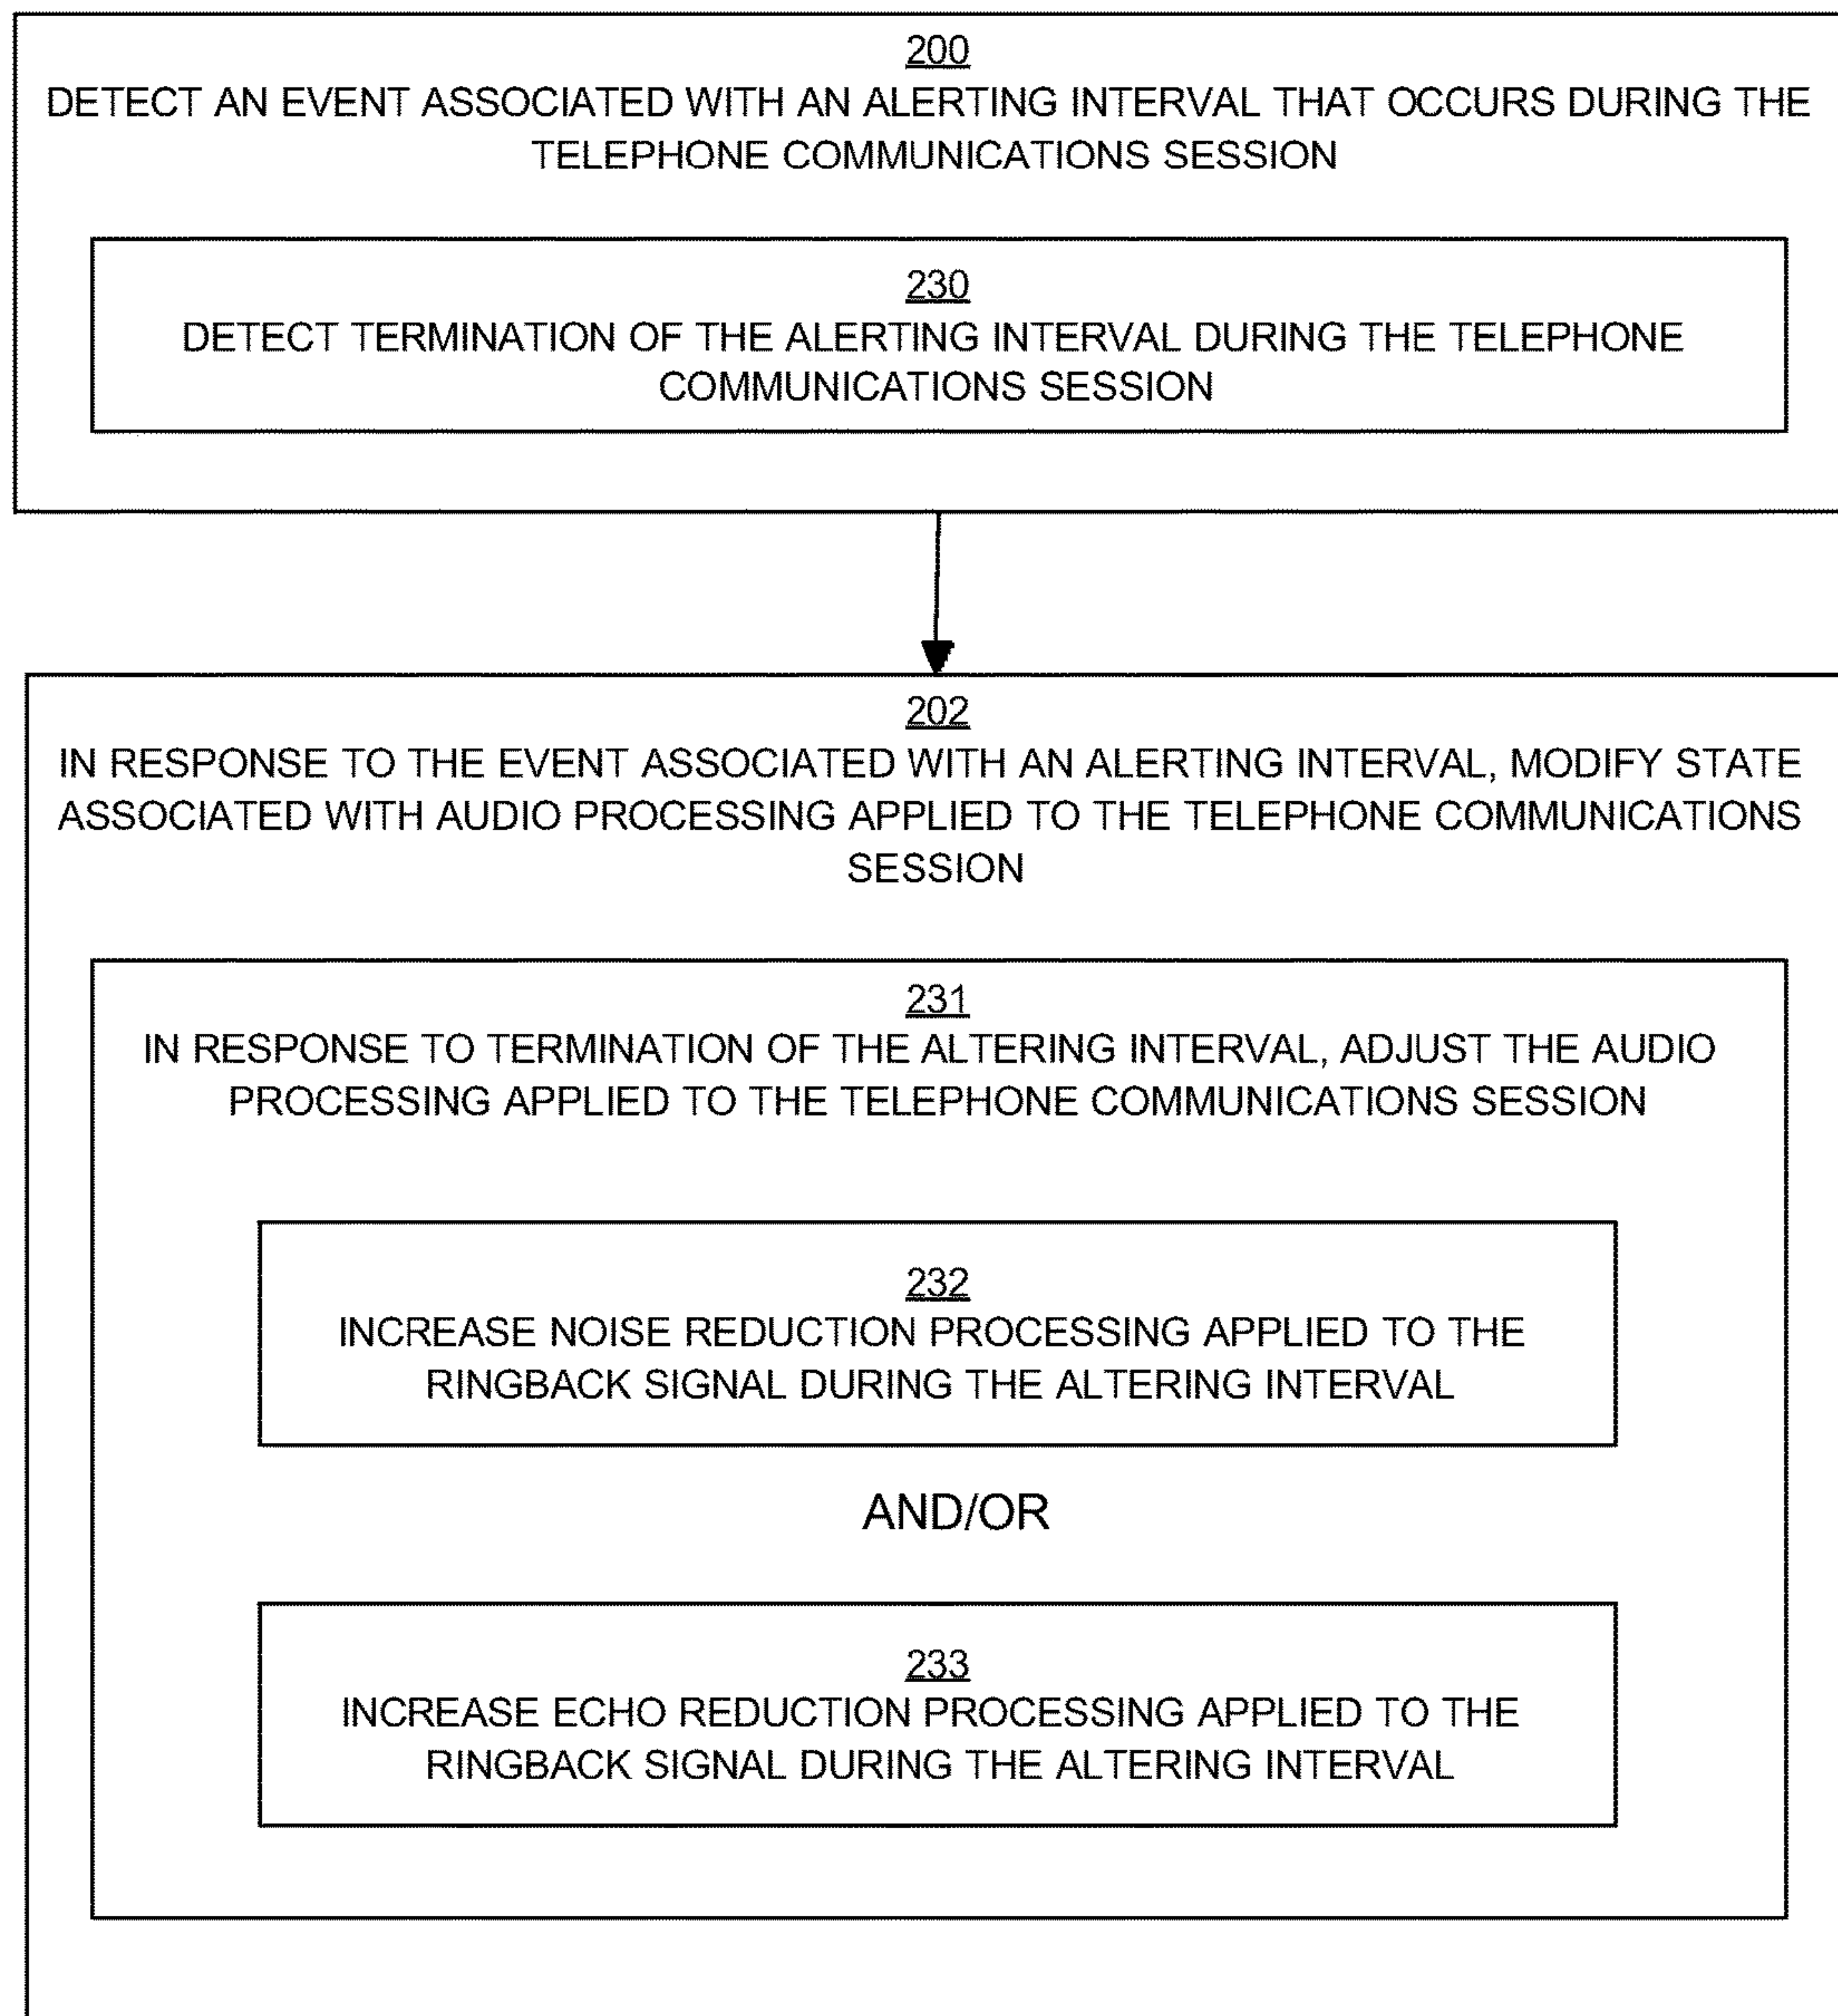 200
DETECT AN EVENT ASSOCIATED WITH AN ALERTING INTERVAL THAT OCCURS DURING THE
TELEPHONE COMMUNICATIONS SESSION
230
DETECT TERMINATION OF THE ALERTING INTERVAL DURING THE TELEPHONE
COMMUNICATIONS SESSION
202
IN RESPONSE TO THE EVENT ASSOCIATED WITH AN ALERTING INTERVAL, MODIFY STATE
ASSOCIATED WITH AUDIO PROCESSING APPLIED TO THE TELEPHONE COMMUNICATIONS
SESSION
231
IN RESPONSE TO TERMINATION OF THE ALTERING INTERVAL, ADJUST THE AUDIO
PROCESSING APPLIED TO THE TELEPHONE COMMUNICATIONS SESSION
232
INCREASE NOISE REDUCTION PROCESSING APPLIED TO THE
RINGBACK SIGNAL DURING THE ALTERING INTERVAL
AND/OR
233
INCREASE ECHO REDUCTION PROCESSING APPLIED TO THE
RINGBACK SIGNAL DURING THE ALTERING INTERVAL